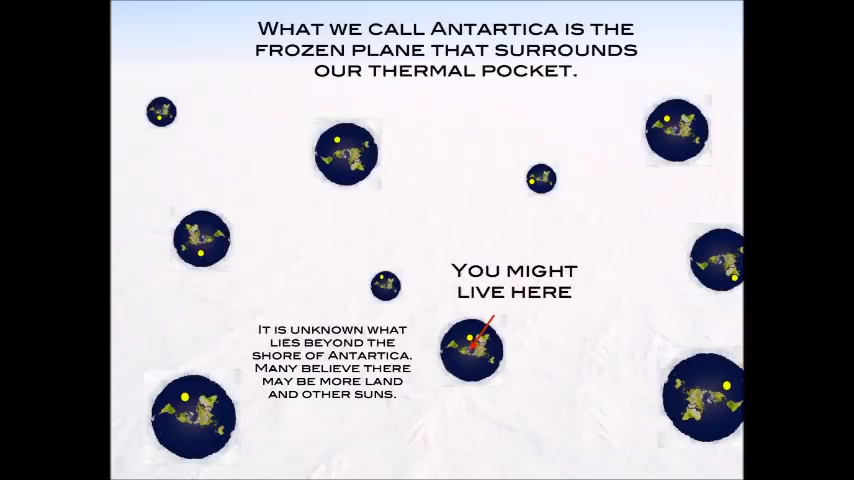 What we call Antartica is the
frozen plane that surrounds
our thermal pocket.
You might
live here
It is unknown what
lies beyond the
shore of Antartica.
Many believe there
may be more land
and other suns.